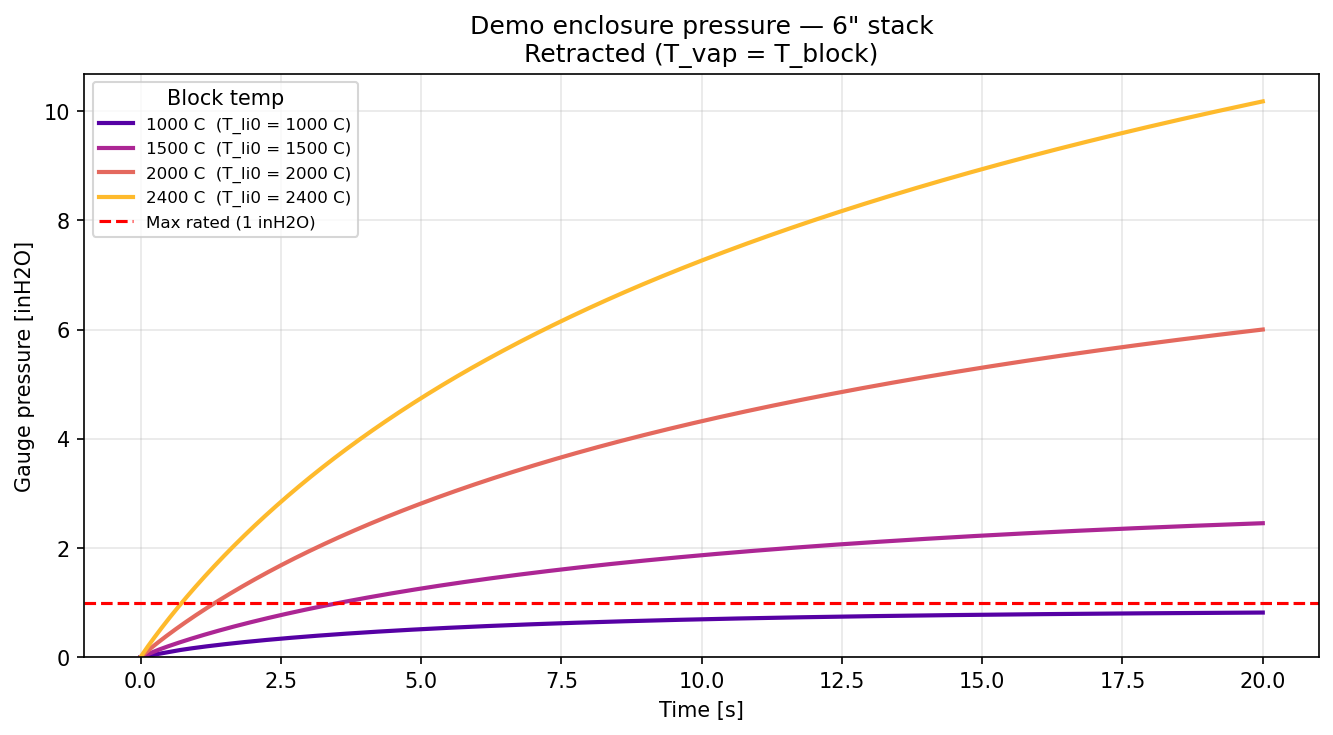 Demo enclosure pressure — 6" stack
Retracted (T_vap = T_block)
Block temp
1000 C  (T_li0 = 1000 C)
1500 C  (T_li0 = 1500 C)
2000 C  (T_li0 = 2000 C)
2400 C  (T_li0 = 2400 C)
Max rated (1 inH2O)
Gauge pressure [inH2O]
10
8
6
4
2
0
0.0 2.5 5.0 7.5 10.0 12.5 15.0 17.5 20.0
Time [s]